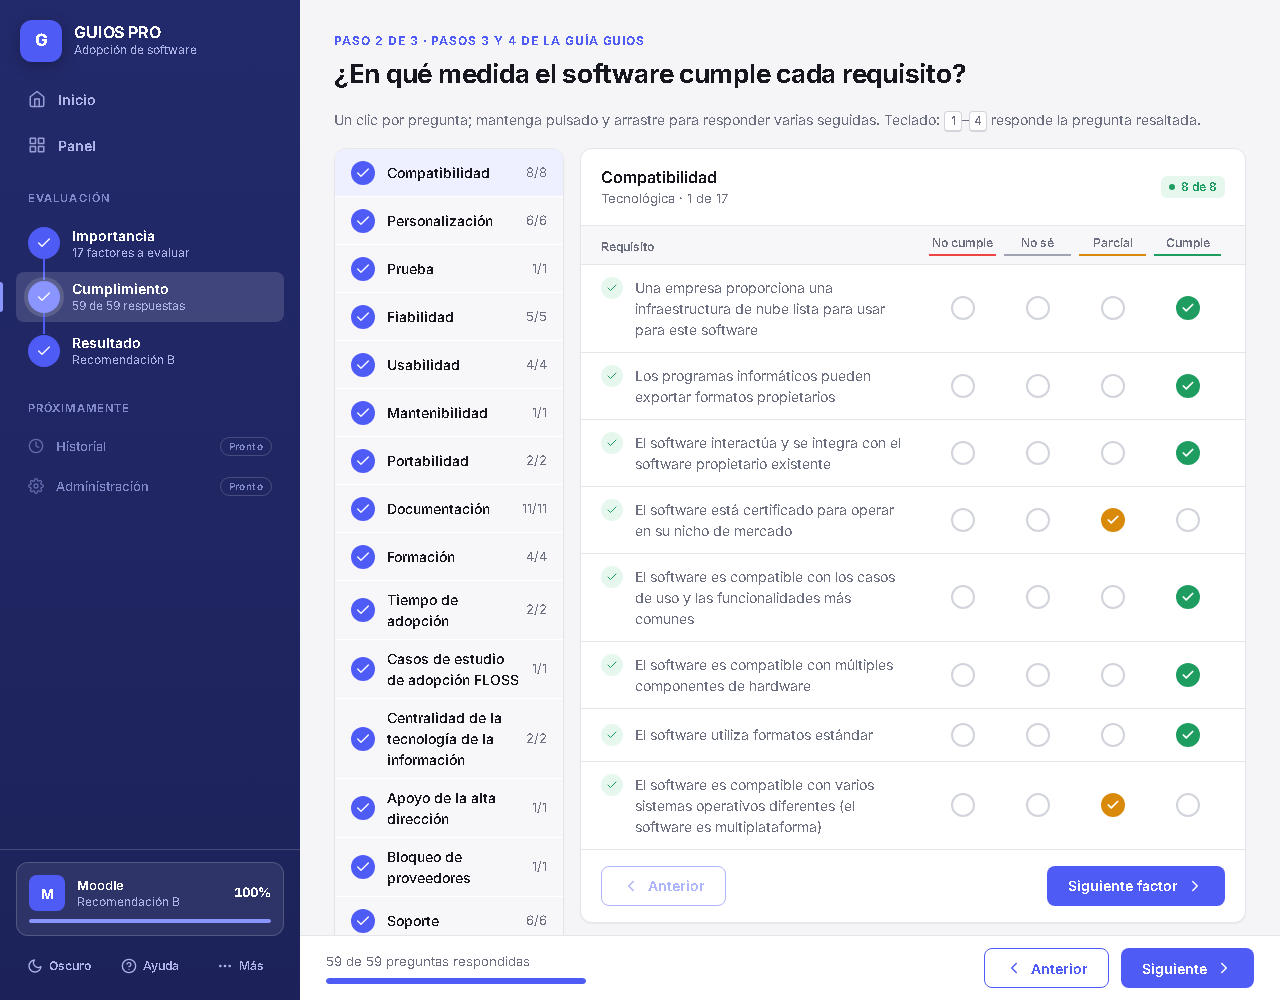 G
GUIOS PRO
Adopción de software
Inicio
Panel
EVALUACIÓN
Importancia
17 factores a evaluar
Cumplimiento
59 de 59 respuestas
Resultado
Recomendación B
PRÓXIMAMENTE
Historial
Pronto
Administración
Pronto
M
Moodle
Recomendación B
100%
Oscuro
Ayuda
Más
PASO 2 DE 3 · PASOS 3 Y 4 DE LA GUÍA GUIOS
¿En qué medida el software cumple cada requisito?
Un clic por pregunta; mantenga pulsado y arrastre para responder varias seguidas. Teclado: 1–4 responde la pregunta resaltada.
Compatibilidad 8/8
Personalización 6/6
Prueba 1/1
Fiabilidad 5/5
Usabilidad 4/4
Mantenibilidad 1/1
Portabilidad 2/2
Documentación 11/11
Formación 4/4
Tiempo de
adopción 2/2
Casos de estudio
de adopción FLOSS 1/1
Centralidad de la
tecnología de la
información 2/2
Apoyo de la alta
dirección 1/1
Bloqueo de
proveedores 1/1
Soporte 6/6
Compatibilidad
Tecnológica · 1 de 17
8 de 8
Requisito No cumple No sé Parcial Cumple
Una empresa proporciona una
infraestructura de nube lista para usar
para este software
Los programas informáticos pueden
exportar formatos propietarios
El software interactúa y se integra con el
software propietario existente
El software está certificado para operar
en su nicho de mercado
El software es compatible con los casos
de uso y las funcionalidades más
comunes
El software es compatible con múltiples
componentes de hardware
El software utiliza formatos estándar
El software es compatible con varios
sistemas operativos diferentes (el
software es multiplataforma)
Anterior
Siguiente factor
59 de 59 preguntas respondidas
Anterior
Siguiente